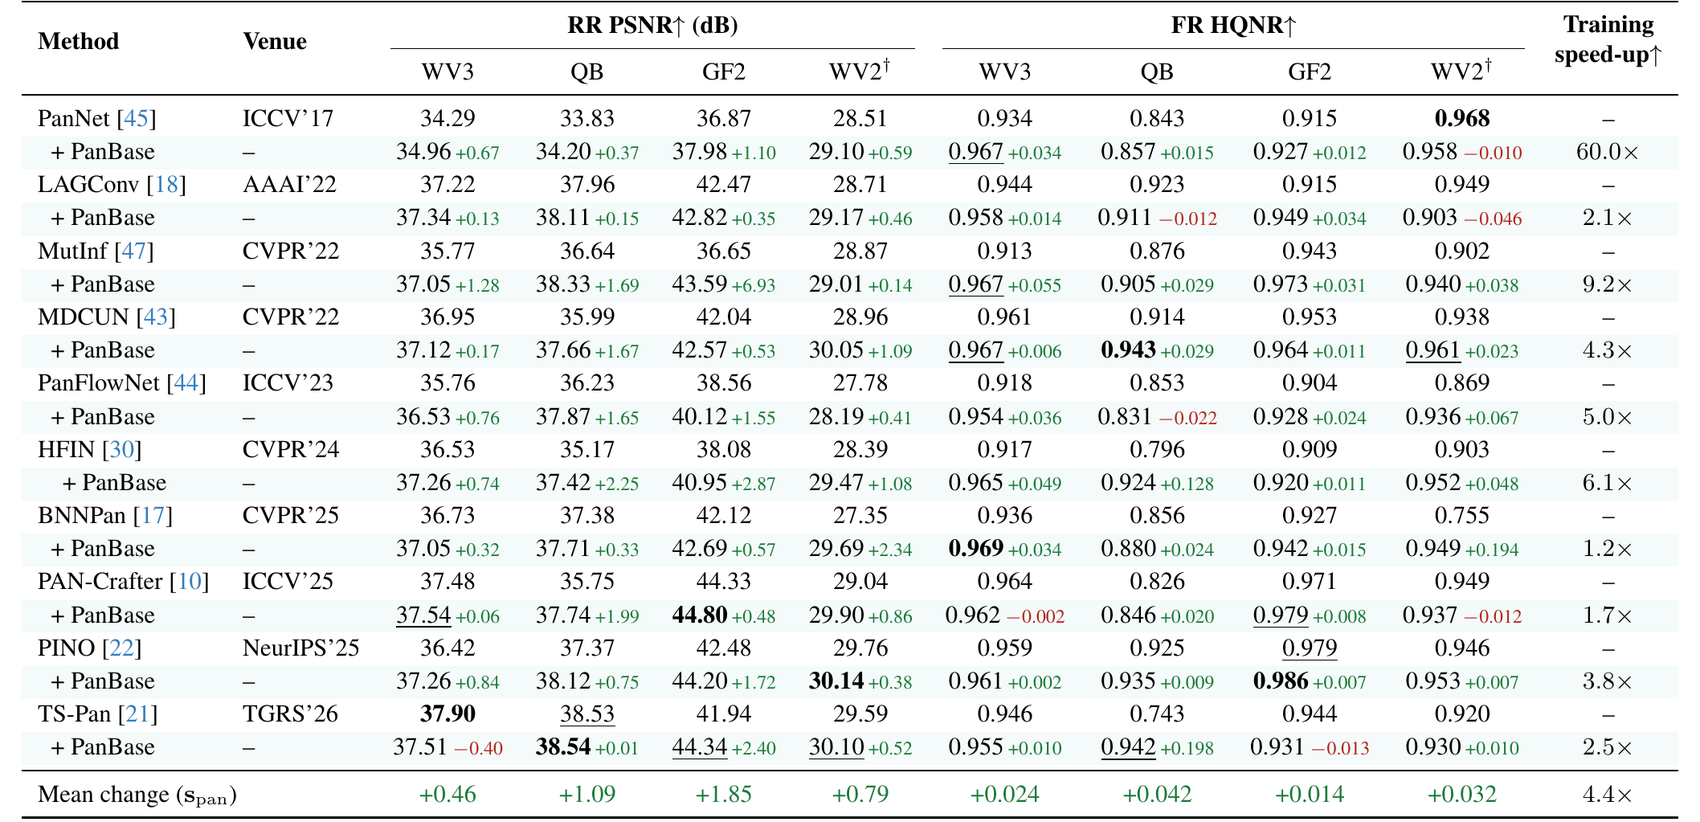 Method Venue RR PSNR↑ (dB) FR HQNR↑ Training speed-up↑
WV3 QB GF2 WV2† WV3 QB GF2 WV2†
PanNet [45] ICCV'17 34.29 33.83 36.87 28.51 0.934 0.843 0.915 0.968 –
+ PanBase – 34.96 +0.67 34.20 +0.37 37.98 +1.10 29.10 +0.59 0.967 +0.034 0.857 +0.015 0.927 +0.012 0.958 −0.010 60.0×
LAGConv [18] AAAI'22 37.22 37.96 42.47 28.71 0.944 0.923 0.915 0.949 –
+ PanBase – 37.34 +0.13 38.11 +0.15 42.82 +0.35 29.17 +0.46 0.958 +0.014 0.911 −0.012 0.949 +0.034 0.903 −0.046 2.1×
MutInf [47] CVPR'22 35.77 36.64 36.65 28.87 0.913 0.876 0.943 0.902 –
+ PanBase – 37.05 +1.28 38.33 +1.69 43.59 +6.93 29.01 +0.14 0.967 +0.055 0.905 +0.029 0.973 +0.031 0.940 +0.038 9.2×
MDCUN [43] CVPR'22 36.95 35.99 42.04 28.96 0.961 0.914 0.953 0.938 –
+ PanBase – 37.12 +0.17 37.66 +1.67 42.57 +0.53 30.05 +1.09 0.967 +0.006 0.943 +0.029 0.964 +0.011 0.961 +0.023 4.3×
PanFlowNet [44] ICCV'23 35.76 36.23 38.56 27.78 0.918 0.853 0.904 0.869 –
+ PanBase – 36.53 +0.76 37.87 +1.65 40.12 +1.55 28.19 +0.41 0.954 +0.036 0.831 −0.022 0.928 +0.024 0.936 +0.067 5.0×
HFIN [30] CVPR'24 36.53 35.17 38.08 28.39 0.917 0.796 0.909 0.903 –
+ PanBase – 37.26 +0.74 37.42 +2.25 40.95 +2.87 29.47 +1.08 0.965 +0.049 0.924 +0.128 0.920 +0.011 0.952 +0.048 6.1×
BNNPan [17] CVPR'25 36.73 37.38 42.12 27.35 0.936 0.856 0.927 0.755 –
+ PanBase – 37.05 +0.32 37.71 +0.33 42.69 +0.57 29.69 +2.34 0.969 +0.034 0.880 +0.024 0.942 +0.015 0.949 +0.194 1.2×
PAN-Crafter [10] ICCV'25 37.48 35.75 44.33 29.04 0.964 0.826 0.971 0.949 –
+ PanBase – 37.54 +0.06 37.74 +1.99 44.80 +0.48 29.90 +0.86 0.962 −0.002 0.846 +0.020 0.979 +0.008 0.937 −0.012 1.7×
PINO [22] NeurIPS'25 36.42 37.37 42.48 29.76 0.959 0.925 0.979 0.946 –
+ PanBase – 37.26 +0.84 38.12 +0.75 44.20 +1.72 30.14 +0.38 0.961 +0.002 0.935 +0.009 0.986 +0.007 0.953 +0.007 3.8×
TS-Pan [21] TGRS'26 37.90 38.53 41.94 29.59 0.946 0.743 0.944 0.920 –
+ PanBase – 37.51 −0.40 38.54 +0.01 44.34 +2.40 30.10 +0.52 0.955 +0.010 0.942 +0.198 0.931 −0.013 0.930 +0.010 2.5×
Mean change (s_pan) +0.46 +1.09 +1.85 +0.79 +0.024 +0.042 +0.014 +0.032 4.4×